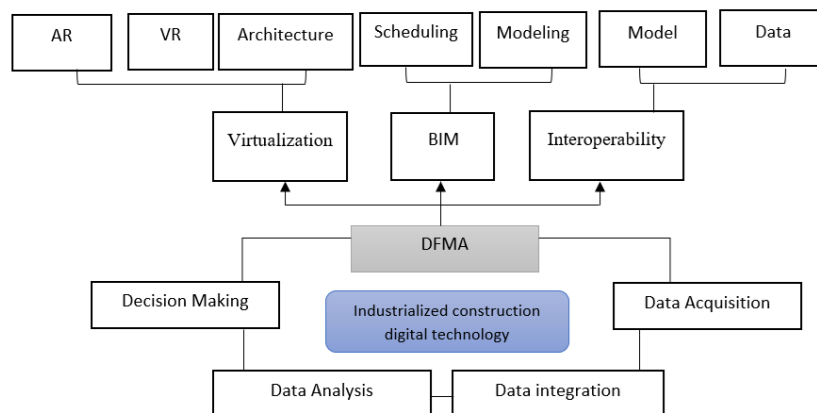 AR
VR
Architecture
Scheduling
Modeling
Model
Data
Virtualization
BIM
Interoperability
DFMA
Decision Making
Industrialized construction
digital technology
Data Acquisition
Data Analysis
Data integration